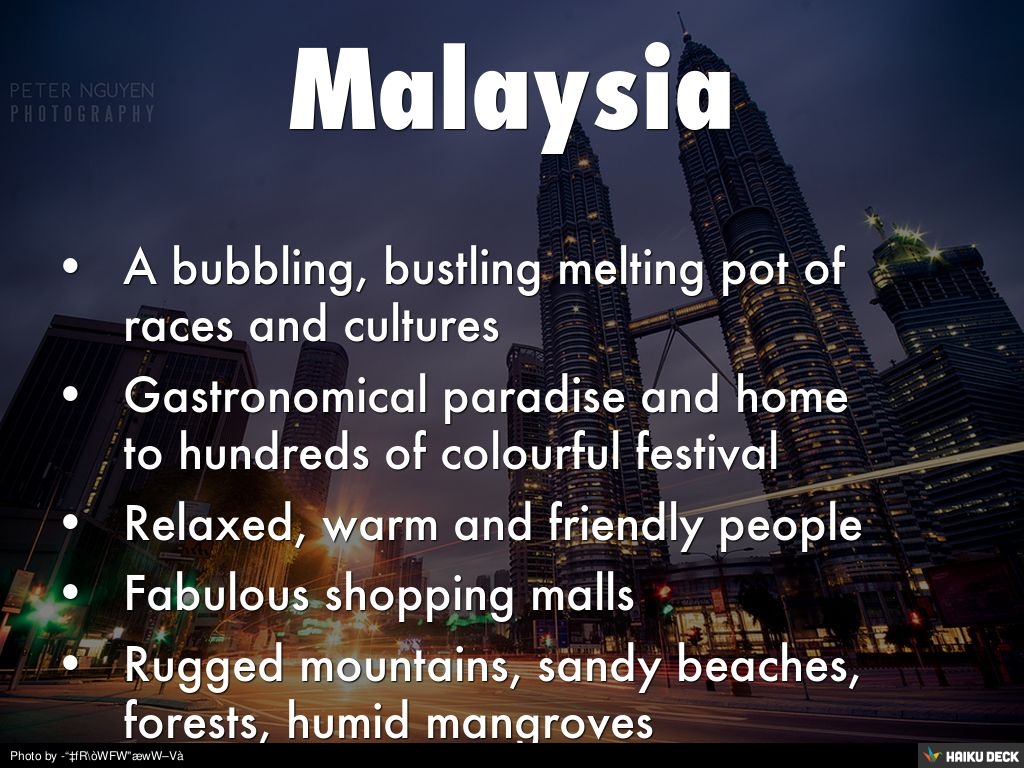 PETER NGUYEN
PHOTOGRAPHY
Malaysia
• A bubbling, bustling melting pot of
races and cultures
• Gastronomical paradise and home
to hundreds of colourful festival
• Relaxed, warm and friendly people
• Fabulous shopping malls
• Rugged mountains, sandy beaches,
forests, humid mangroves
Photo by -“‡fR\òWFW"æwW–Và
HAIKU DECK